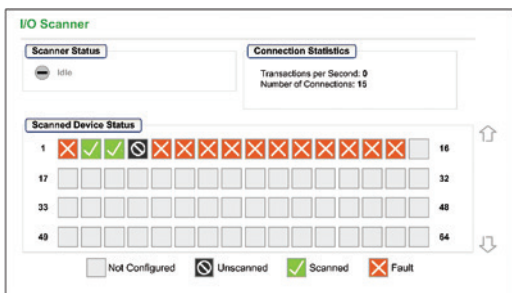 I/O Scanner
Scanner Status
Idle
Connection Statistics
Transactions per Second: 0
Number of Connections: 15
Scanned Device Status
1 16
17 32
33 48
49 64
Not Configured Unscanned Scanned Fault